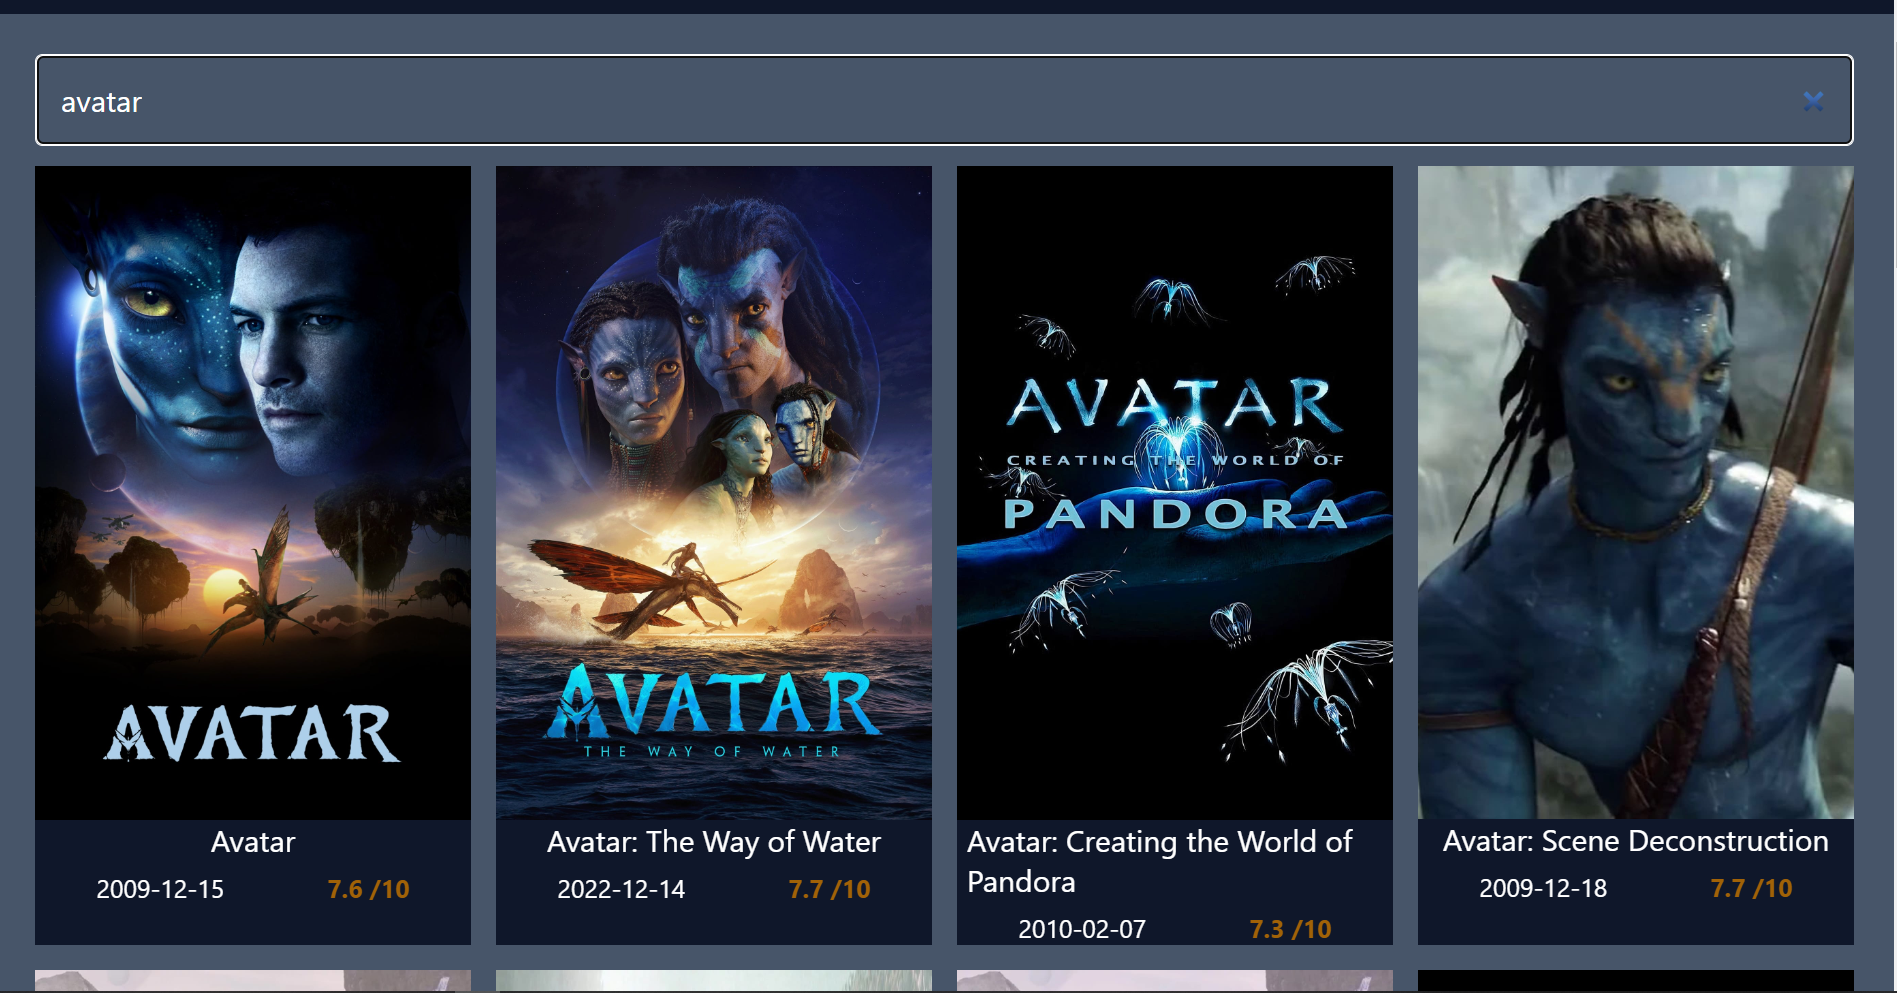 avatar
AVATAR
AVATAR
THE WAY OF WATER
AVATAR
CREATING THE WORLD OF
PANDORA
Avatar
2009-12-15 7.6 /10
Avatar: The Way of Water
2022-12-14 7.7 /10
Avatar: Creating the World of
Pandora
2010-02-07 7.3 /10
Avatar: Scene Deconstruction
2009-12-18 7.7 /10